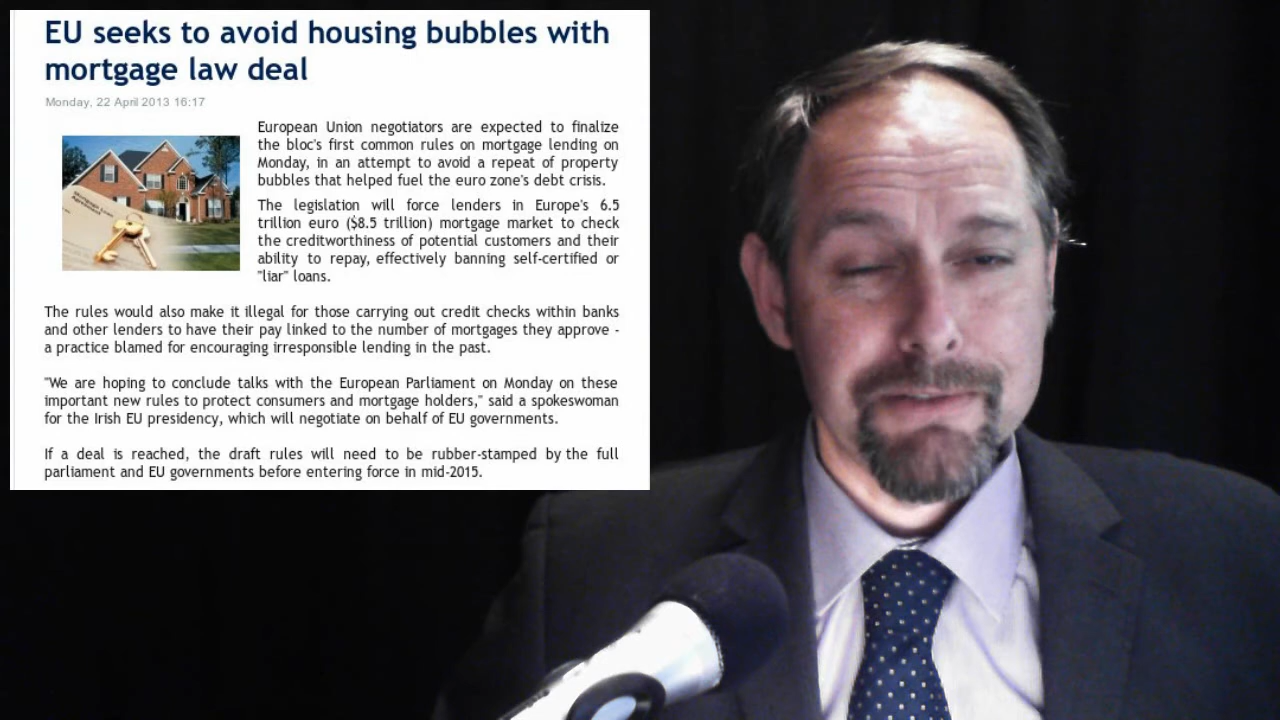 EU seeks to avoid housing bubbles with
mortgage law deal
Monday, 22 April 2013 16:17
European Union negotiators are expected to finalize
the bloc's first common rules on mortgage lending on
Monday, in an attempt to avoid a repeat of property
bubbles that helped fuel the euro zone's debt crisis.
The legislation will force lenders in Europe's 6.5
trillion euro ($8.5 trillion) mortgage market to check
the creditworthiness of potential customers and their
ability to repay, effectively banning self-certified or
"liar" loans.
The rules would also make it illegal for those carrying out credit checks within banks
and other lenders to have their pay linked to the number of mortgages they approve -
a practice blamed for encouraging irresponsible lending in the past.
"We are hoping to conclude talks with the European Parliament on Monday on these
important new rules to protect consumers and mortgage holders," said a spokeswoman
for the Irish EU presidency, which will negotiate on behalf of EU governments.
If a deal is reached, the draft rules will need to be rubber-stamped by the full
parliament and EU governments before entering force in mid-2015.
Mortgage Loan
Agreement